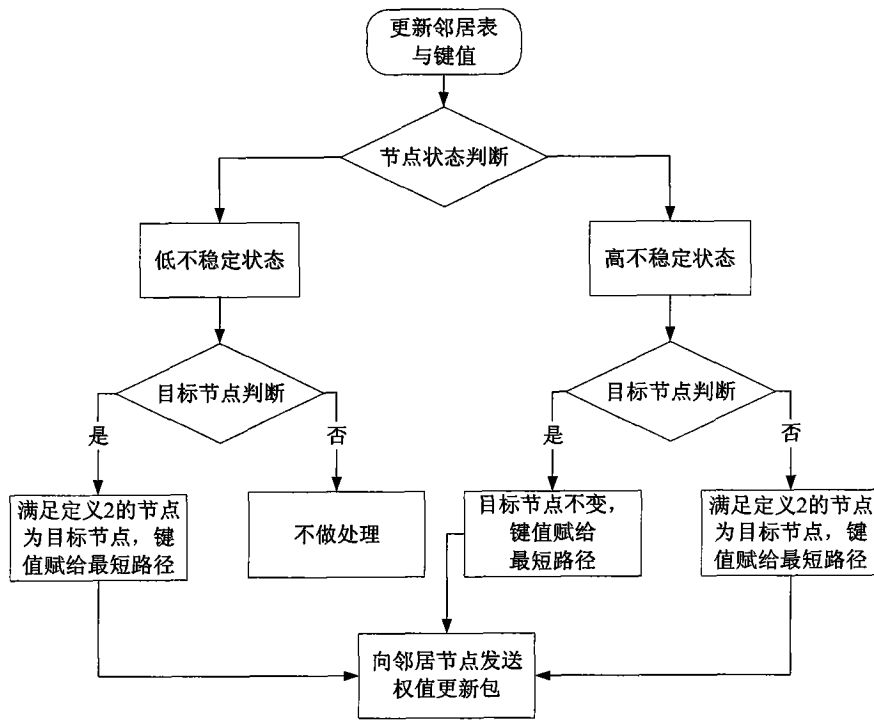 更新邻居表
与键值
节点状态判断
低不稳定状态
高不稳定状态
目标节点判断
目标节点判断
是
否
是
否
满足定义2的节点
为目标节点，键
值赋给最短路径
不做处理
目标节点不变，
键值赋给
最短路径
满足定义2的节点
为目标节点，键
值赋给最短路径
向邻居节点发送
权值更新包